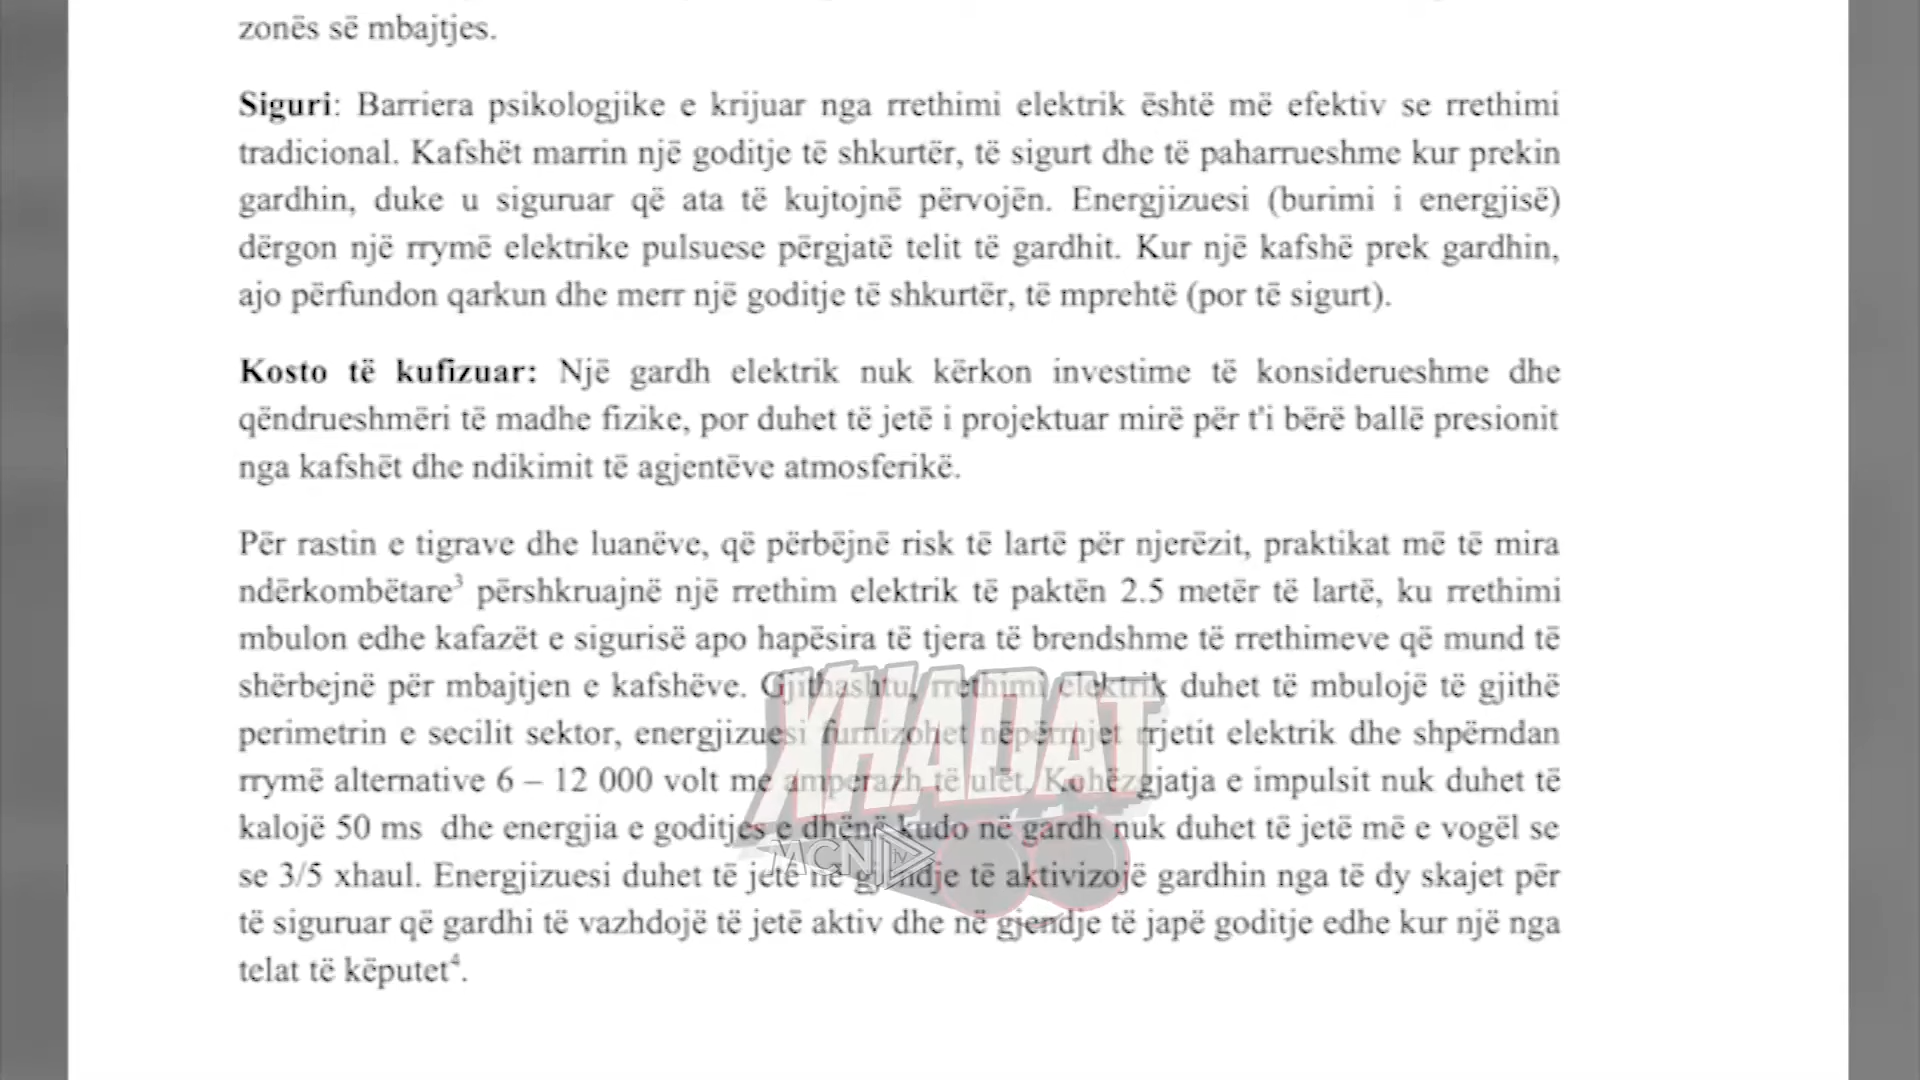 zonës së mbajtjes.
Siguri: Barriera psikologjike e krijuar nga rrethimi elektrik është më efektiv se rrethimi
tradicional. Kafshët marrin një goditje të shkurtër, të sigurt dhe të paharrueshme kur prekin
gardhin, duke u siguruar që ata të kujtojnë përvojën. Energjizuesi (burimi i energjisë)
dërgon një rrymë elektrike pulsuese përgjatë telit të gardhit. Kur një kafshë prek gardhin,
ajo përfundon qarkun dhe merr një goditje të shkurtër, të mprehtë (por të sigurt).
Kosto të kufizuar: Një gardh elektrik nuk kërkon investime të konsiderueshme dhe
qëndrueshmëri të madhe fizike, por duhet të jetë i projektuar mirë për t'i bërë ballë presionit
nga kafshët dhe ndikimit të agjentëve atmosferikë.
Për rastin e tigrave dhe luanëve, që përbëjnë risk të lartë për njerëzit, praktikat më të mira
ndërkombëtare³ përshkruajnë një rrethim elektrik të paktën 2.5 metër të lartë, ku rrethimi
mbulon edhe kafazët e sigurisë apo hapësira të tjera të brendshme të rrethimeve që mund të
shërbejnë për mbajtjen e kafshëve. Gjithashtu, rrethimi elektrik duhet të mbulojë të gjithë
perimetrin e secilit sektor, energjizuesi furnizohet nëpërmjet rrjetit elektrik dhe shpërndan
rrymë alternative 6 – 12 000 volt me amperazh të ulët. Kohëzgjatja e impulsit nuk duhet të
kalojë 50 ms dhe energjia e goditjes e dhënë kudo në gardh nuk duhet të jetë më e vogël se
se 3/5 xhaul. Energjizuesi duhet të jetë në gjendje të aktivizojë gardhin nga të dy skajet për
të siguruar që gardhi të vazhdojë të jetë aktiv dhe në gjendje të japë goditje edhe kur një nga
telat të këputet⁴.
XHADAT
MCN tv